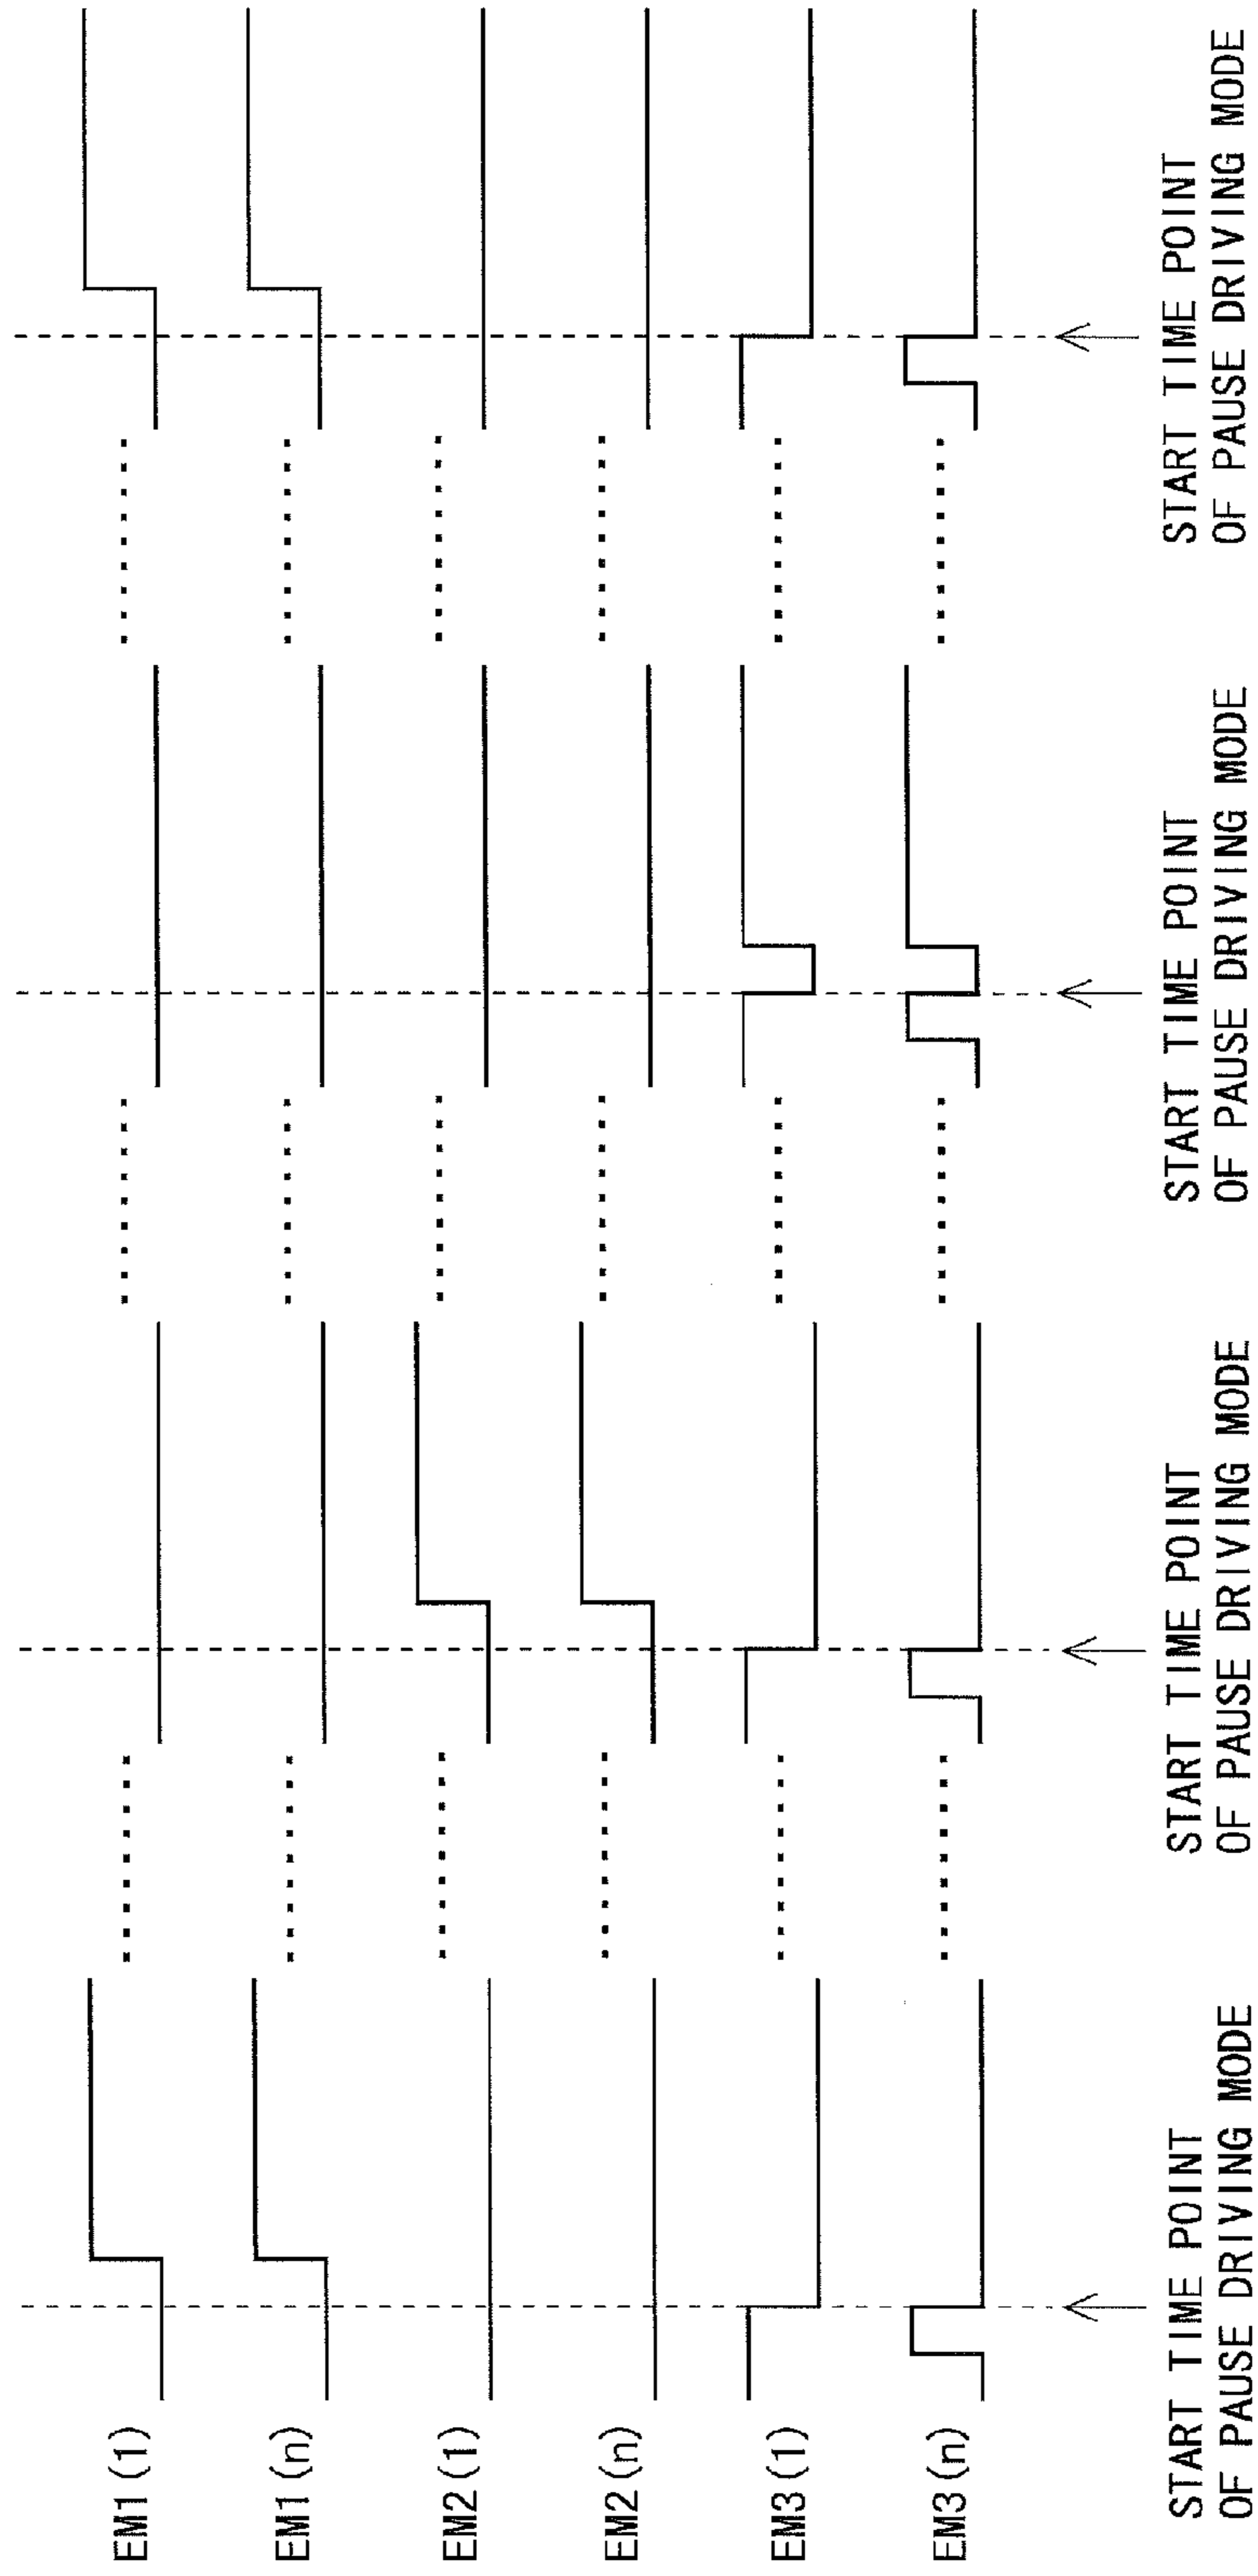 EM1(1)
EM1(n)
EM2(1)
EM2(n)
EM3(1)
EM3(n)
START TIME POINT
OF PAUSE DRIVING MODE
START TIME POINT
OF PAUSE DRIVING MODE
START TIME POINT
OF PAUSE DRIVING MODE
START TIME POINT
OF PAUSE DRIVING MODE